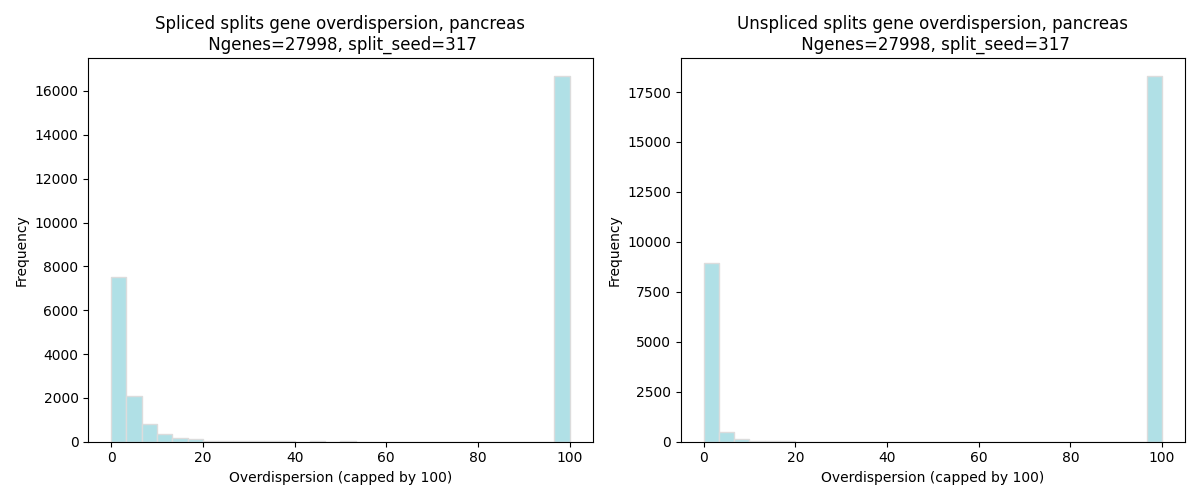 Spliced splits gene overdispersion, pancreas
Ngenes=27998, split_seed=317
16000
14000
12000
10000
8000
6000
4000
2000
0
Frequency
0 20 40 60 80 100
Overdispersion (capped by 100)
Unspliced splits gene overdispersion, pancreas
Ngenes=27998, split_seed=317
17500
15000
12500
10000
7500
5000
2500
0
Frequency
0 20 40 60 80 100
Overdispersion (capped by 100)